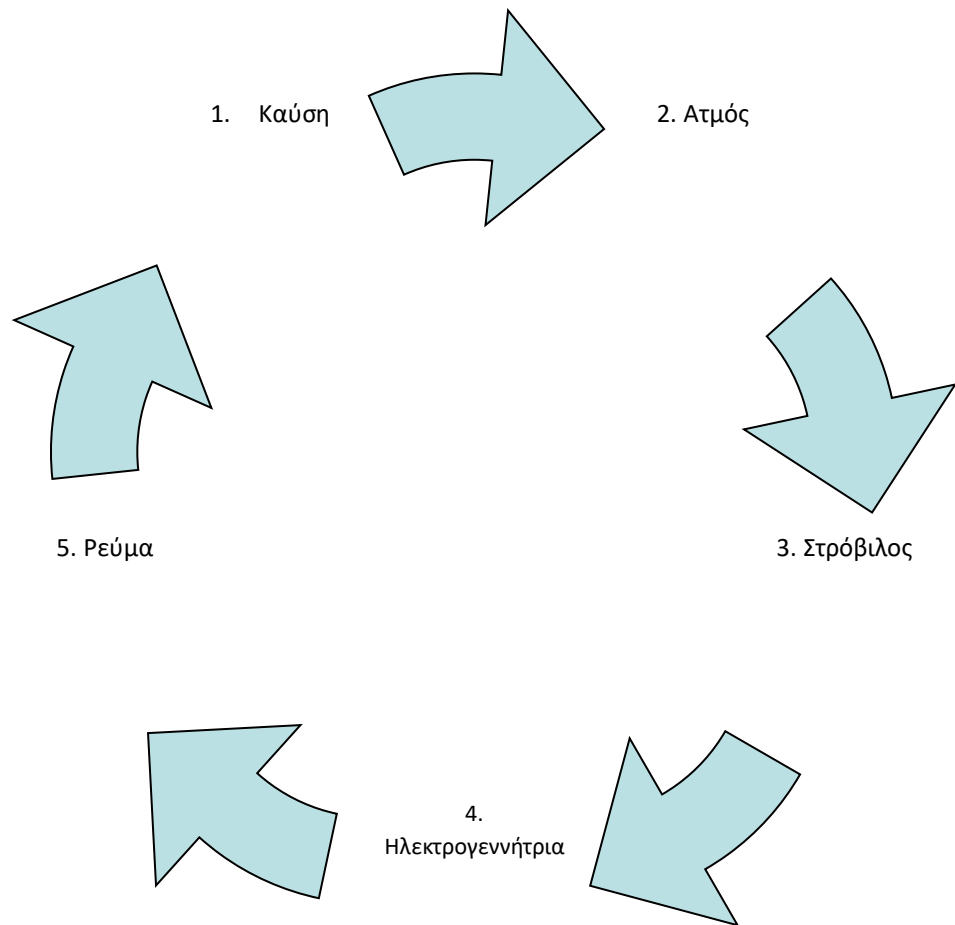 1. Καύση
2. Ατμός
3. Στρόβιλος
4.
Ηλεκτρογεννήτρια
5. Ρεύμα